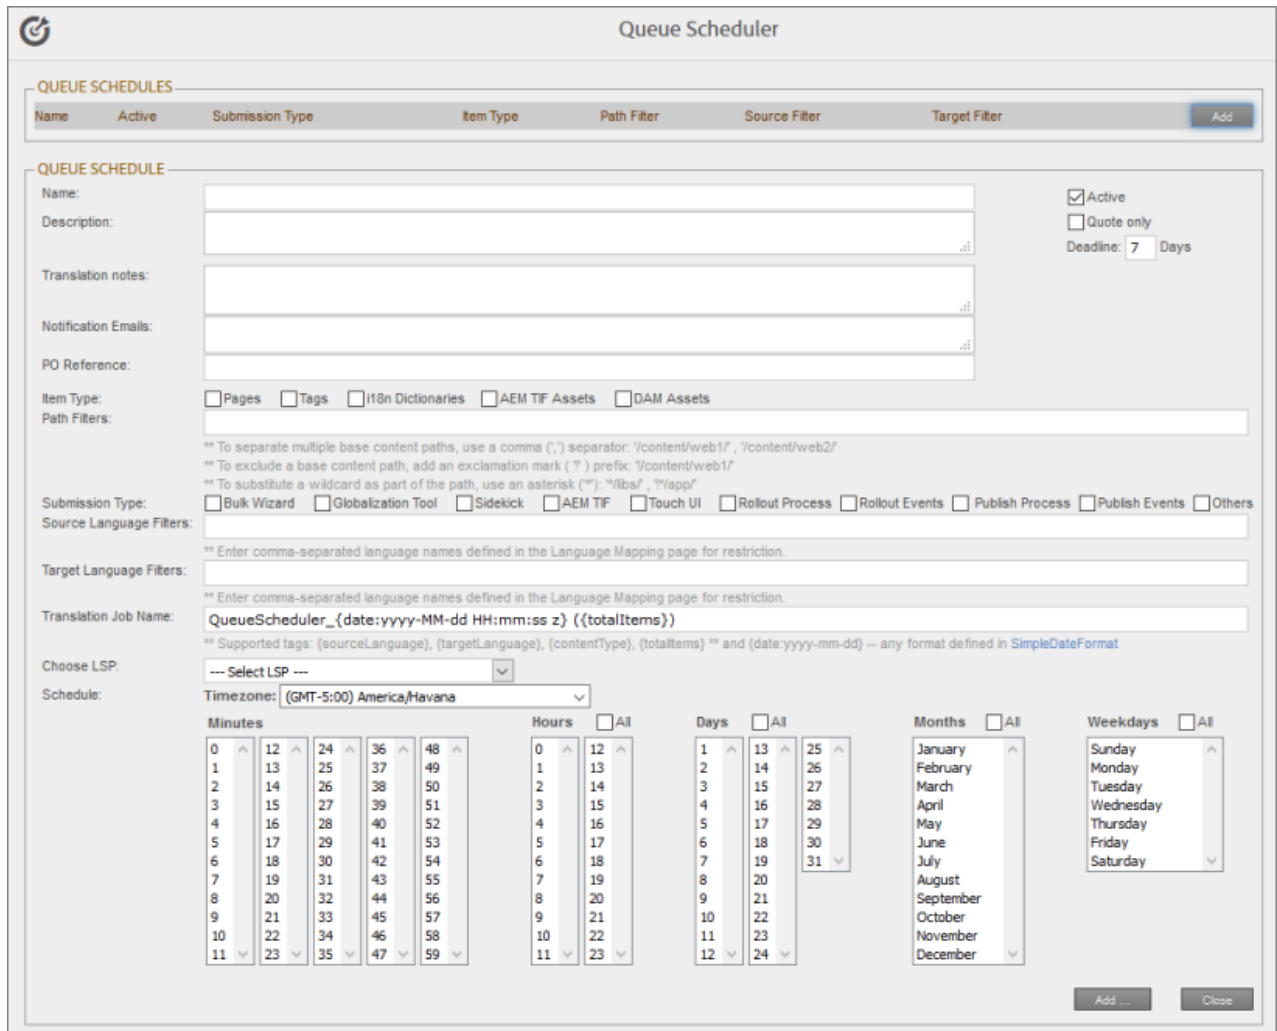 Queue Scheduler
QUEUE SCHEDULES
Name Active Submission Type Item Type Path Filter Source Filter Target Filter Add
QUEUE SCHEDULE
Name:
Active
Description:
Quote only
Deadline: 7 Days
Translation notes:
Notification Emails:
PO Reference:
Item Type: Pages Tags i18n Dictionaries AEM TIF Assets DAM Assets
Path Filters:
** To separate multiple base content paths, use a comma (',') separator: '/content/web1/' , '/content/web2/'
** To exclude a base content path, add an exclamation mark ( '!' ) prefix: '!/content/web1/'
** To substitute a wildcard as part of the path, use an asterisk ('*'): '*/libs/' , '!*/app/'
Submission Type: Bulk Wizard Globalization Tool Sidekick AEM TIF Touch UI Rollout Process Rollout Events Publish Process Publish Events Others
Source Language Filters:
** Enter comma-separated language names defined in the Language Mapping page for restriction.
Target Language Filters:
** Enter comma-separated language names defined in the Language Mapping page for restriction.
Translation Job Name: QueueScheduler_{date:yyyy-MM-dd HH:mm:ss z} ({totalItems})
** Supported tags: {sourceLanguage}, {targetLanguage}, {contentType}, {totalItems} ** and {date:yyyy-mm-dd} -- any format defined in SimpleDateFormat
Choose LSP: --- Select LSP ---
Schedule: Timezone: (GMT-5:00) America/Havana
Minutes Hours All Days All Months All Weekdays All
0 12 24 36 48 0 12 1 13 25 January Sunday
1 13 25 37 49 1 13 2 14 26 February Monday
2 14 26 38 50 2 14 3 15 27 March Tuesday
3 15 27 39 51 3 15 4 16 28 April Wednesday
4 16 28 40 52 4 16 5 17 29 May Thursday
5 17 29 41 53 5 17 6 18 30 June Friday
6 18 30 42 54 6 18 7 19 31 July Saturday
7 19 31 43 55 7 19 8 20 August
8 20 32 44 56 8 20 9 21 September
9 21 33 45 57 9 21 10 22 October
10 22 34 46 58 10 22 11 23 November
11 23 35 47 59 11 23 12 24 December
Add ... Close